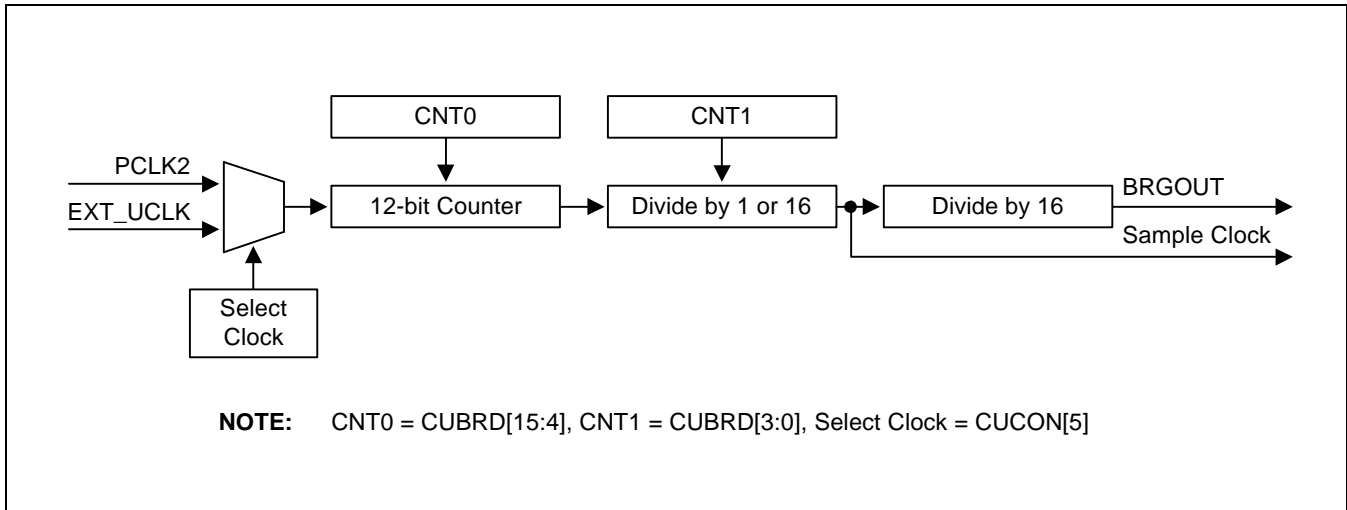 CNT0
CNT1
PCLK2
EXT_UCLK
12-bit Counter
Divide by 1 or 16
Divide by 16
BRGOUT
Sample Clock
Select
Clock
NOTE: CNT0 = CUBRD[15:4], CNT1 = CUBRD[3:0], Select Clock = CUCON[5]